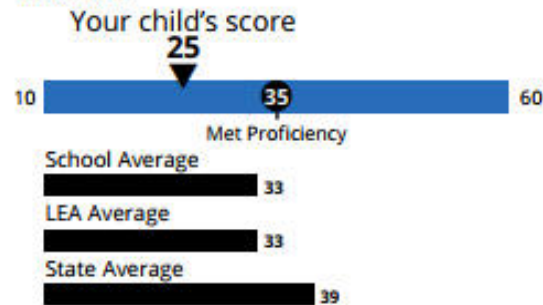 Your child's score
25
10 35 60
Met Proficiency
School Average
33
LEA Average
33
State Average
39